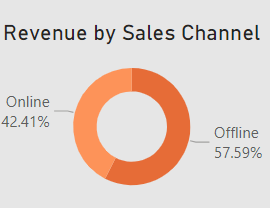 Revenue by Sales Channel
Online
42.41%
Offline
57.59%